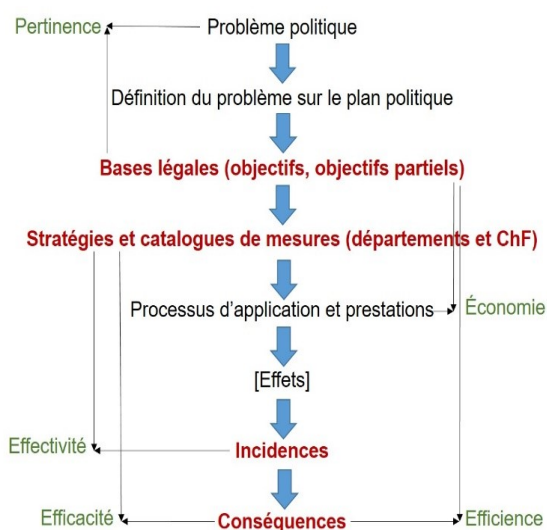 Pertinence
Problème politique
Définition du problème sur le plan politique
Bases légales (objectifs, objectifs partiels)
Stratégies et catalogues de mesures (départements et ChF)
Processus d’application et prestations
Économie
[Effets]
Effectivité
Incidences
Efficacité
Conséquences
Efficience